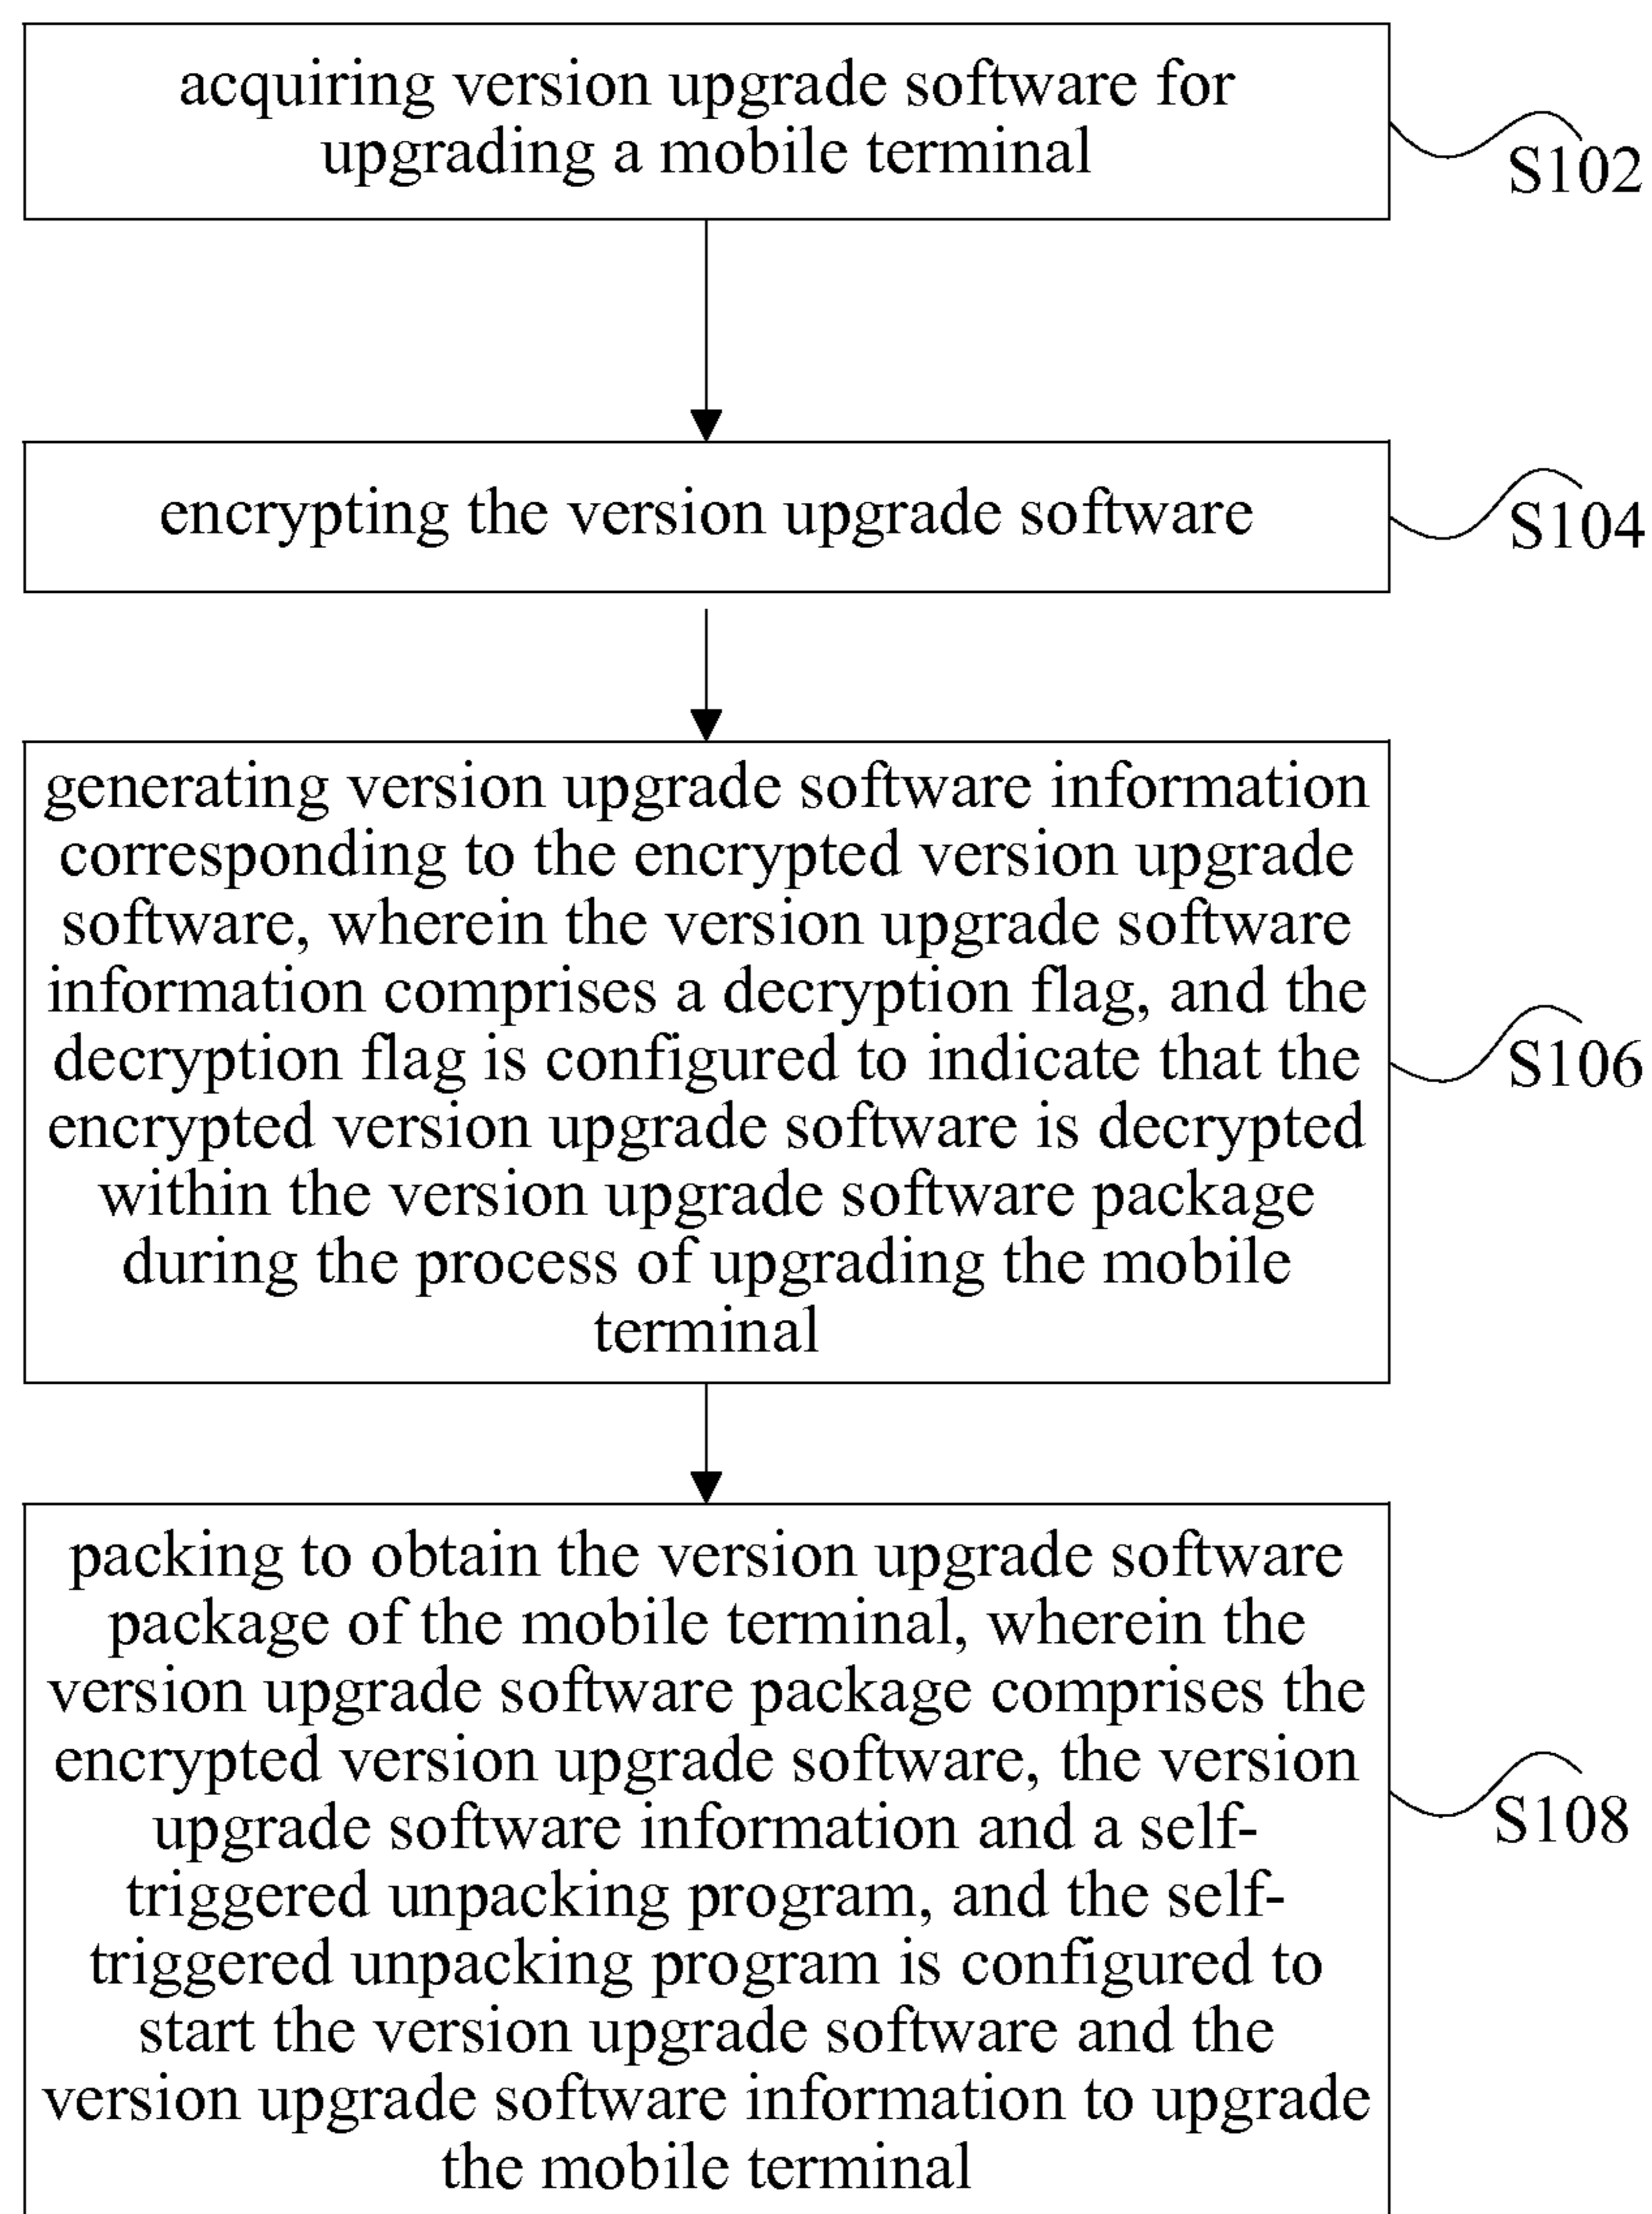 acquiring version upgrade software for
upgrading a mobile terminal
S102
encrypting the version upgrade software
S104
generating version upgrade software information
corresponding to the encrypted version upgrade
software, wherein the version upgrade software
information comprises a decryption flag, and the
decryption flag is configured to indicate that the
encrypted version upgrade software is decrypted
within the version upgrade software package
during the process of upgrading the mobile
terminal
S106
packing to obtain the version upgrade software
package of the mobile terminal, wherein the
version upgrade software package comprises the
encrypted version upgrade software, the version
upgrade software information and a self-
triggered unpacking program, and the self-
triggered unpacking program is configured to
start the version upgrade software and the
version upgrade software information to upgrade
the mobile terminal
S108